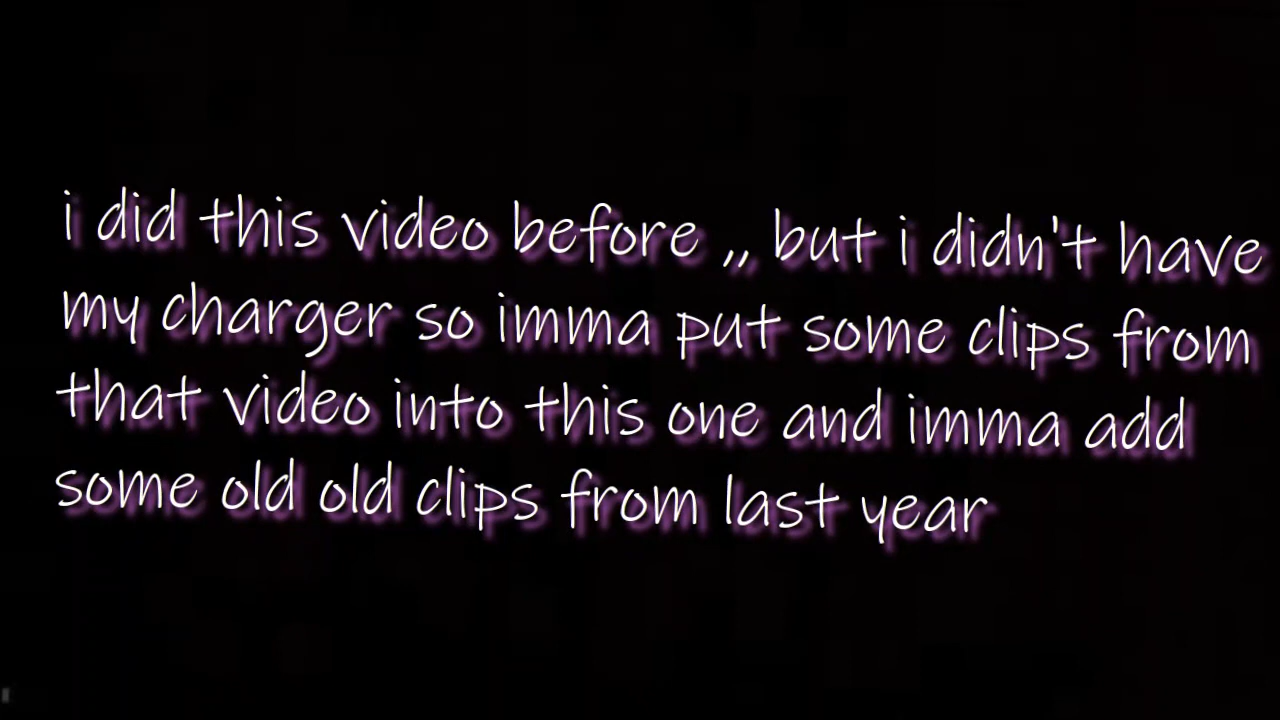 i did this video before ,, but i didn't have
my charger so imma put some clips from
that video into this one and imma add
some old old clips from last year